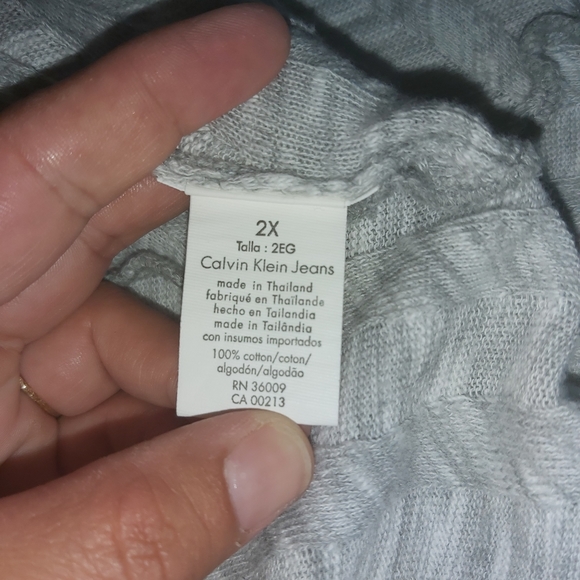 2X
Talla : 2EG
Calvin Klein Jeans
made in Thailand
fabriqué en Thaïlande
hecho en Tailandia
made in Tailândia
con insumos importados
100% cotton/coton/
algodón/algodão
RN 36009
CA 00213